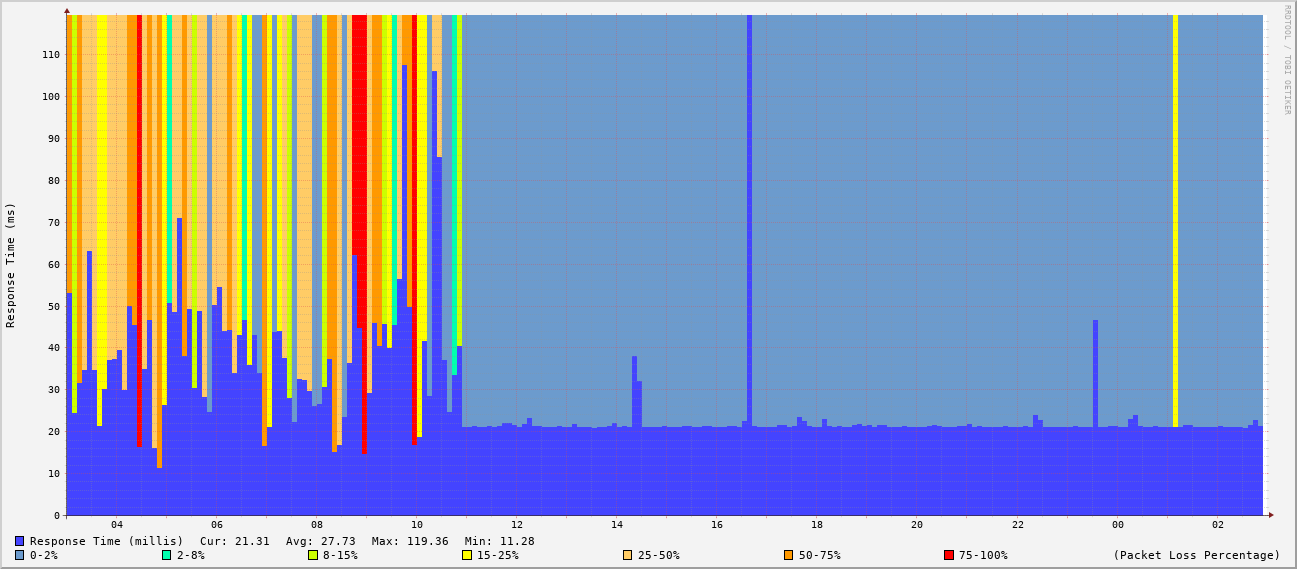 RRDTOOL / TOBI OETIKER
Response Time (ms)
110
100
90
80
70
60
50
40
30
20
10
0
04 06 08 10 12 14 16 18 20 22 00 02
Response Time (millis) Cur: 21.31 Avg: 27.73 Max: 119.36 Min: 11.28
0-2% 2-8% 8-15% 15-25% 25-50% 50-75% 75-100% (Packet Loss Percentage)